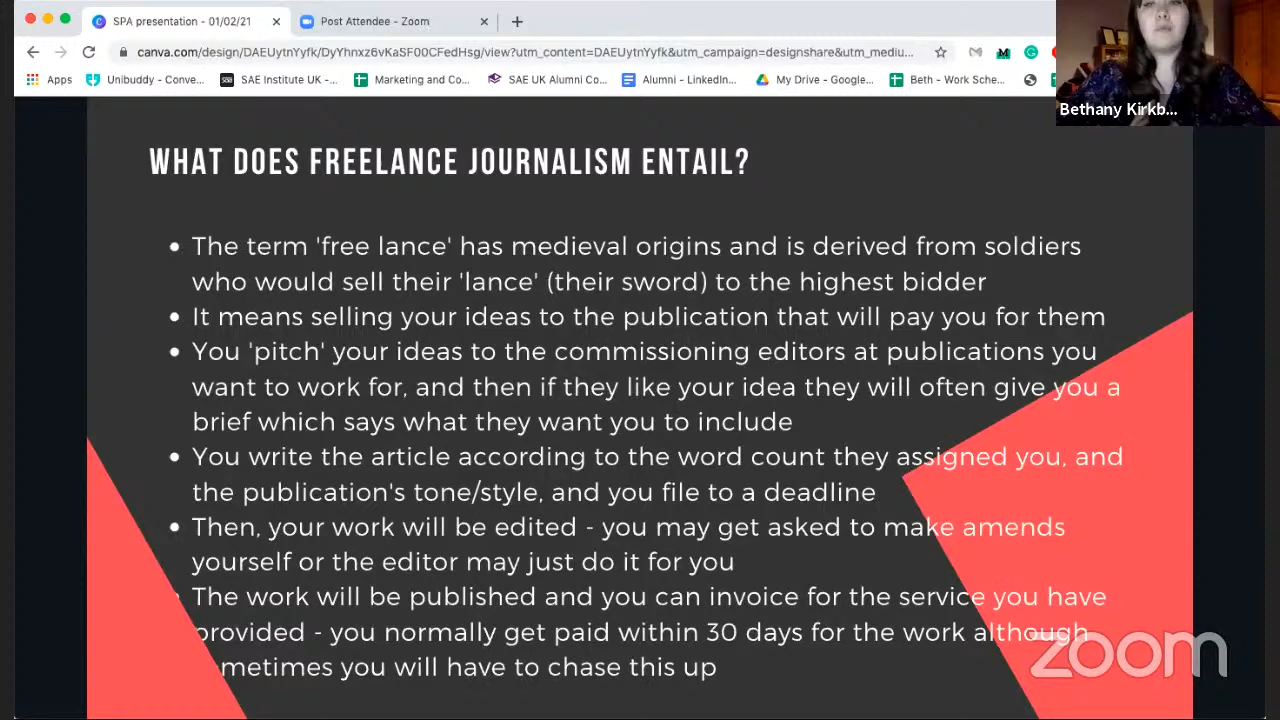 SPA presentation - 01/02/21
Post Attendee - Zoom
canva.com/design/DAEUytnYyfk/DyYhnxz6vKaSF00CFedHsg/view?utm_content=DAEUytnYyfk&utm_campaign=designshare&utm_mediu...
Apps
Unibuddy - Conve...
SAE Institute UK -...
Marketing and Co...
SAE UK Alumni Co...
Alumni - LinkedIn...
My Drive - Google...
Beth - Work Sche...
Bethany Kirkb...
WHAT DOES FREELANCE JOURNALISM ENTAIL?
• The term 'free lance' has medieval origins and is derived from soldiers
who would sell their 'lance' (their sword) to the highest bidder
• It means selling your ideas to the publication that will pay you for them
• You 'pitch' your ideas to the commissioning editors at publications you
want to work for, and then if they like your idea they will often give you a
brief which says what they want you to include
• You write the article according to the word count they assigned you, and
the publication's tone/style, and you file to a deadline
• Then, your work will be edited - you may get asked to make amends
yourself or the editor may just do it for you
• The work will be published and you can invoice for the service you have
provided - you normally get paid within 30 days for the work although
sometimes you will have to chase this up
zoom